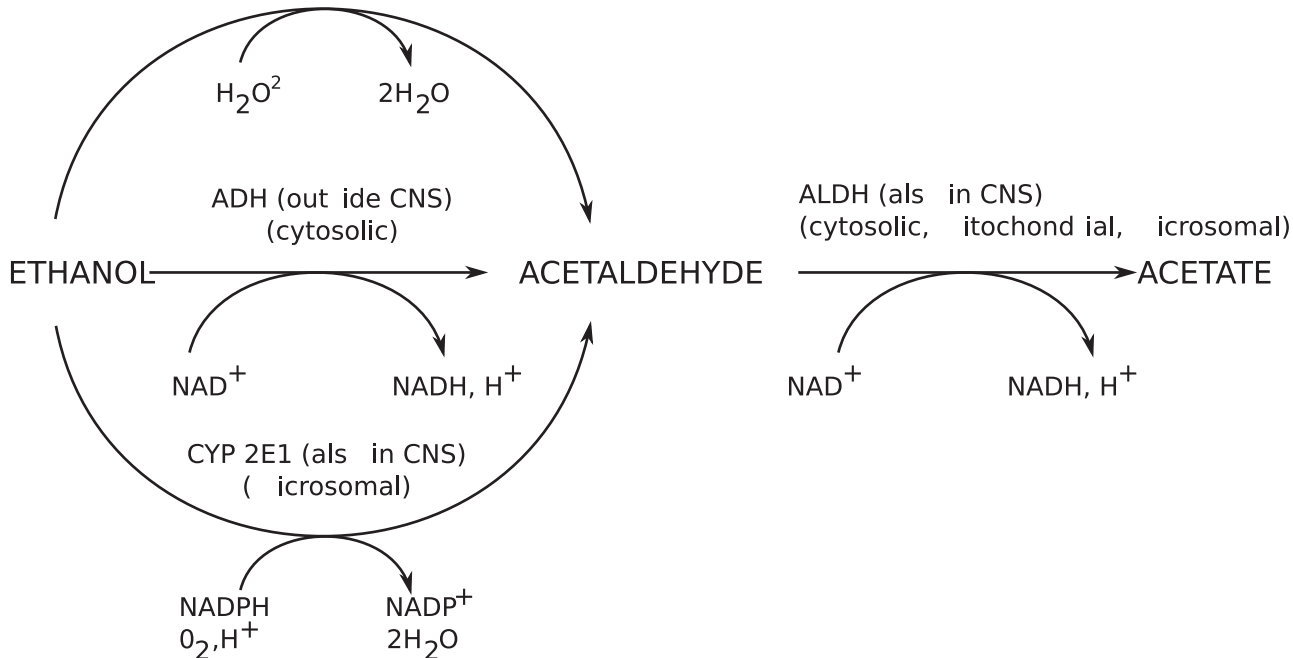 H₂O²
2H₂O
ADH (out ide CNS)
(cytosolic)
ALDH (als in CNS)
(cytosolic, itochond ial, icrosomal)
ETHANOL
ACETALDEHYDE
ACETATE
NAD⁺
NADH, H⁺
NAD⁺
NADH, H⁺
CYP 2E1 (als in CNS)
( icrosomal)
NADPH
0₂,H⁺
NADP⁺
2H₂O